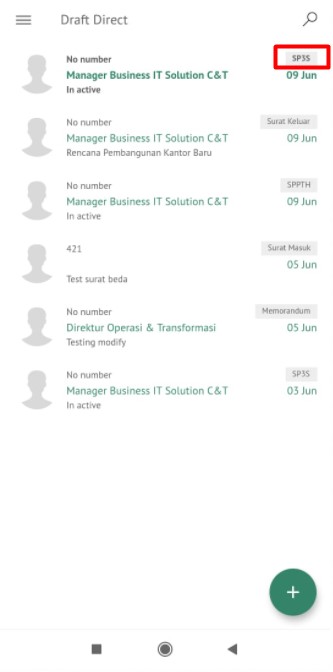 Draft Direct
No number SP3S
Manager Business IT Solution C&T 09 Jun
In active
No number Surat Keluar
Manager Business IT Solution C&T 09 Jun
Rencana Pembangunan Kantor Baru
No number SPPTH
Manager Business IT Solution C&T 09 Jun
In active
421 Surat Masuk
05 Jun
Test surat beda
No number Memorandum
Direktur Operasi & Transformasi 05 Jun
Testing modify
No number SP3S
Manager Business IT Solution C&T 03 Jun
In active